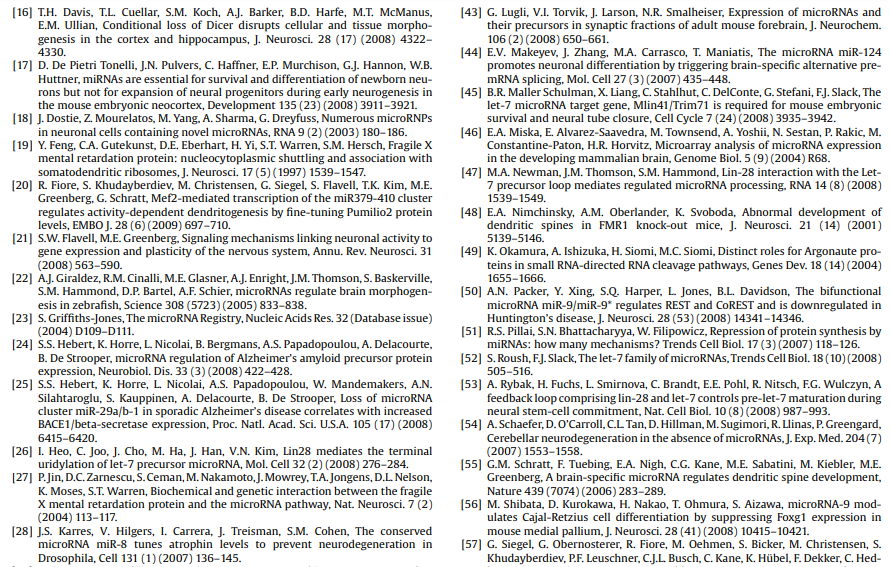 [16] T.H. Davis, T.L. Cuellar, S.M. Koch, A.J. Barker, B.D. Harfe, M.T. McManus,
E.M. Ullian, Conditional loss of Dicer disrupts cellular and tissue morpho-
genesis in the cortex and hippocampus, J. Neurosci. 28 (17) (2008) 4322–
4330.
[17] D. De Pietri Tonelli, J.N. Pulvers, C. Haffner, E.P. Murchison, G.J. Hannon, W.B.
Huttner, miRNAs are essential for survival and differentiation of newborn neu-
rons but not for expansion of neural progenitors during early neurogenesis in
the mouse embryonic neocortex, Development 135 (23) (2008) 3911–3921.
[18] J. Dostie, Z. Mourelatos, M. Yang, A. Sharma, G. Dreyfuss, Numerous microRNPs
in neuronal cells containing novel microRNAs, RNA 9 (2) (2003) 180–186.
[19] Y. Feng, C.A. Gutekunst, D.E. Eberhart, H. Yi, S.T. Warren, S.M. Hersch, Fragile X
mental retardation protein: nucleocytoplasmic shuttling and association with
somatodendritic ribosomes, J. Neurosci. 17 (5) (1997) 1539–1547.
[20] R. Fiore, S. Khudayberdiev, M. Christensen, G. Siegel, S. Flavell, T.K. Kim, M.E.
Greenberg, G. Schratt, Mef2-mediated transcription of the miR379-410 cluster
regulates activity-dependent dendritogenesis by fine-tuning Pumilio2 protein
levels, EMBO J. 28 (6) (2009) 697–710.
[21] S.W. Flavell, M.E. Greenberg, Signaling mechanisms linking neuronal activity to
gene expression and plasticity of the nervous system, Annu. Rev. Neurosci. 31
(2008) 563–590.
[22] A.J. Giraldez, R.M. Cinalli, M.E. Glasner, A.J. Enright, J.M. Thomson, S. Baskerville,
S.M. Hammond, D.P. Bartel, A.F. Schier, microRNAs regulate brain morphogen-
esis in zebrafish, Science 308 (5723) (2005) 833–838.
[23] S. Griffiths-Jones, The microRNA Registry, Nucleic Acids Res. 32 (Database issue)
(2004) D109–D111.
[24] S.S. Hebert, K. Horre, L. Nicolai, B. Bergmans, A.S. Papadopoulou, A. Delacourte,
B. De Strooper, microRNA regulation of Alzheimer's amyloid precursor protein
expression, Neurobiol. Dis. 33 (3) (2008) 422–428.
[25] S.S. Hebert, K. Horre, L. Nicolai, A.S. Papadopoulou, W. Mandemakers, A.N.
Silahtaroglu, S. Kauppinen, A. Delacourte, B. De Strooper, Loss of microRNA
cluster miR-29a/b-1 in sporadic Alzheimer's disease correlates with increased
BACE1/beta-secretase expression, Proc. Natl. Acad. Sci. U.S.A. 105 (17) (2008)
6415–6420.
[26] I. Heo, C. Joo, J. Cho, M. Ha, J. Han, V.N. Kim, Lin28 mediates the terminal
uridylation of let-7 precursor microRNA, Mol. Cell 32 (2) (2008) 276–284.
[27] P. Jin, D.C. Zarnescu, S. Ceman, M. Nakamoto, J. Mowrey, T.A. Jongens, D.L. Nelson,
K. Moses, S.T. Warren, Biochemical and genetic interaction between the fragile
X mental retardation protein and the microRNA pathway, Nat. Neurosci. 7 (2)
(2004) 113–117.
[28] J.S. Karres, V. Hilgers, I. Carrera, J. Treisman, S.M. Cohen, The conserved
microRNA miR-8 tunes atrophin levels to prevent neurodegeneration in
Drosophila, Cell 131 (1) (2007) 136–145.
[43] G. Lugli, V.I. Torvik, J. Larson, N.R. Smalheiser, Expression of microRNAs and
their precursors in synaptic fractions of adult mouse forebrain, J. Neurochem.
106 (2) (2008) 650–661.
[44] E.V. Makeyev, J. Zhang, M.A. Carrasco, T. Maniatis, The microRNA miR-124
promotes neuronal differentiation by triggering brain-specific alternative pre-
mRNA splicing, Mol. Cell 27 (3) (2007) 435–448.
[45] B.R. Maller Schulman, X. Liang, C. Stahlhut, C. DelConte, G. Stefani, F.J. Slack, The
let-7 microRNA target gene, Mlin41/Trim71 is required for mouse embryonic
survival and neural tube closure, Cell Cycle 7 (24) (2008) 3935–3942.
[46] E.A. Miska, E. Alvarez-Saavedra, M. Townsend, A. Yoshii, N. Sestan, P. Rakic, M.
Constantine-Paton, H.R. Horvitz, Microarray analysis of microRNA expression
in the developing mammalian brain, Genome Biol. 5 (9) (2004) R68.
[47] M.A. Newman, J.M. Thomson, S.M. Hammond, Lin-28 interaction with the Let-
7 precursor loop mediates regulated microRNA processing, RNA 14 (8) (2008)
1539–1549.
[48] E.A. Nimchinsky, A.M. Oberlander, K. Svoboda, Abnormal development of
dendritic spines in FMR1 knock-out mice, J. Neurosci. 21 (14) (2001)
5139–5146.
[49] K. Okamura, A. Ishizuka, H. Siomi, M.C. Siomi, Distinct roles for Argonaute pro-
teins in small RNA-directed RNA cleavage pathways, Genes Dev. 18 (14) (2004)
1655–1666.
[50] A.N. Packer, Y. Xing, S.Q. Harper, L. Jones, B.L. Davidson, The bifunctional
microRNA miR-9/miR-9* regulates REST and CoREST and is downregulated in
Huntington's disease, J. Neurosci. 28 (53) (2008) 14341–14346.
[51] R.S. Pillai, S.N. Bhattacharyya, W. Filipowicz, Repression of protein synthesis by
miRNAs: how many mechanisms? Trends Cell Biol. 17 (3) (2007) 118–126.
[52] S. Roush, F.J. Slack, The let-7 family of microRNAs, Trends Cell Biol. 18 (10) (2008)
505–516.
[53] A. Rybak, H. Fuchs, L. Smirnova, C. Brandt, E.E. Pohl, R. Nitsch, F.G. Wulczyn, A
feedback loop comprising lin-28 and let-7 controls pre-let-7 maturation during
neural stem-cell commitment, Nat. Cell Biol. 10 (8) (2008) 987–993.
[54] A. Schaefer, D. O'Carroll, C.L. Tan, D. Hillman, M. Sugimori, R. Llinas, P. Greengard,
Cerebellar neurodegeneration in the absence of microRNAs, J. Exp. Med. 204 (7)
(2007) 1553–1558.
[55] G.M. Schratt, F. Tuebing, E.A. Nigh, C.G. Kane, M.E. Sabatini, M. Kiebler, M.E.
Greenberg, A brain-specific microRNA regulates dendritic spine development,
Nature 439 (7074) (2006) 283–289.
[56] M. Shibata, D. Kurokawa, H. Nakao, T. Ohmura, S. Aizawa, microRNA-9 mod-
ulates Cajal-Retzius cell differentiation by suppressing Foxg1 expression in
mouse medial pallium, J. Neurosci. 28 (41) (2008) 10415–10421.
[57] G. Siegel, G. Obernosterer, R. Fiore, M. Oehmen, S. Bicker, M. Christensen, S.
Khudayberdiev, P.F. Leuschner, C.J.L. Busch, C. Kane, K. Hübel, F. Dekker, C. Hed-